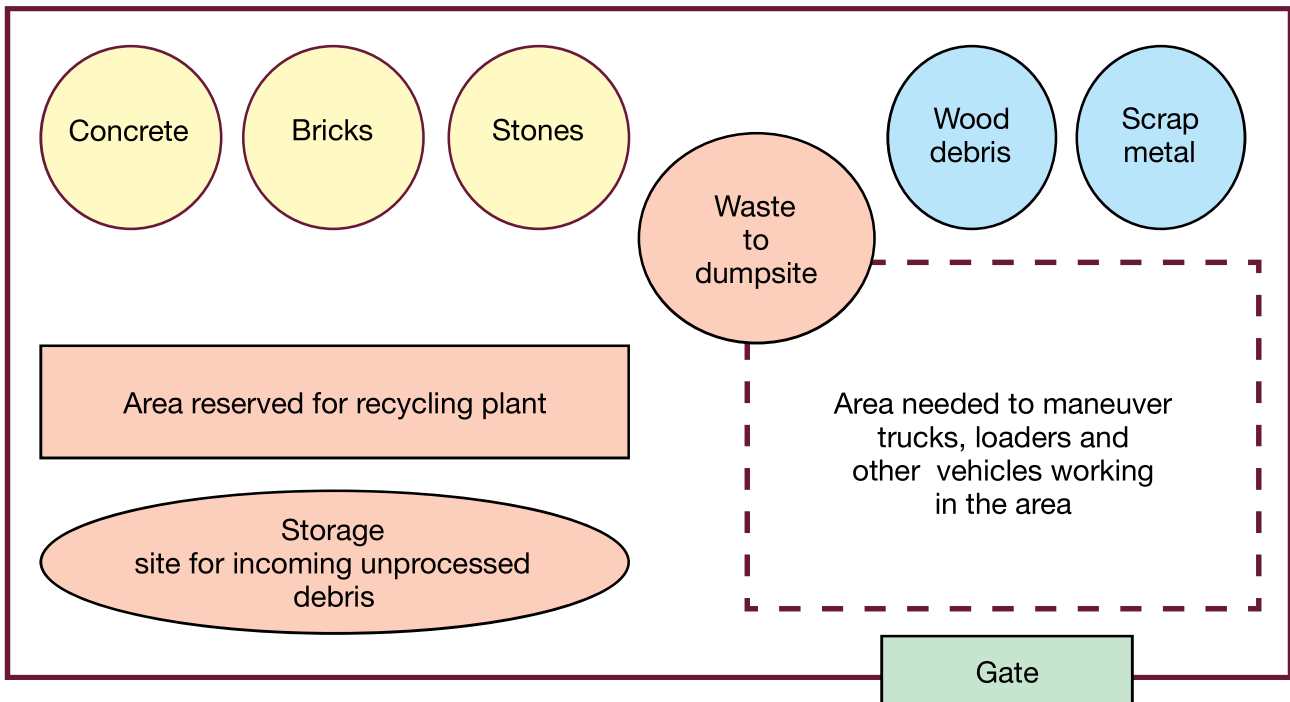 Concrete
Bricks
Stones
Waste
to
dumpsite
Wood
debris
Scrap
metal
Area reserved for recycling plant
Area needed to maneuver
trucks, loaders and
other  vehicles working
in the area
Storage
site for incoming unprocessed
debris
Gate